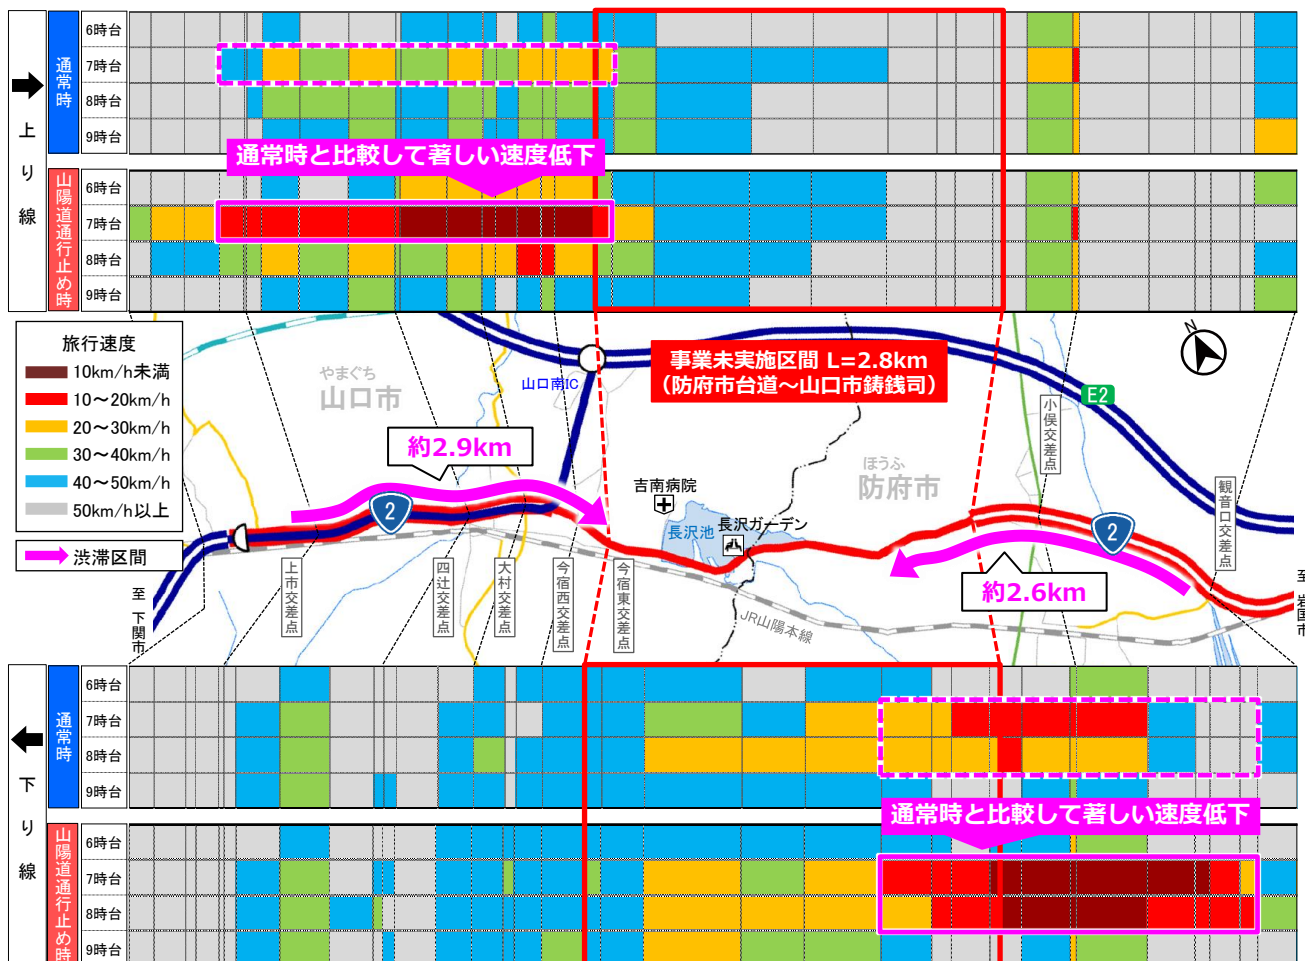 上り線
通常時
6時台
7時台
8時台
9時台
通常時と比較して著しい速度低下
山陽道通行止め時
6時台
7時台
8時台
9時台
旅行速度
10km/h未満
10～20km/h
20～30km/h
30～40km/h
40～50km/h
50km/h以上
渋滞区間
やまぐち
山口市
山口南IC
事業未実施区間 L=2.8km
（防府市台道～山口市鋳銭司）
N
E2
約2.9km
2
吉南病院
長沢池
長沢ガーデン
ほうふ
防府市
小俣交差点
観音口交差点
2
約2.6km
至 下関市
上市交差点
四辻交差点
大村交差点
今宿西交差点
今宿東交差点
JR山陽本線
至 岩国市
下り線
通常時
6時台
7時台
8時台
9時台
通常時と比較して著しい速度低下
山陽道通行止め時
6時台
7時台
8時台
9時台